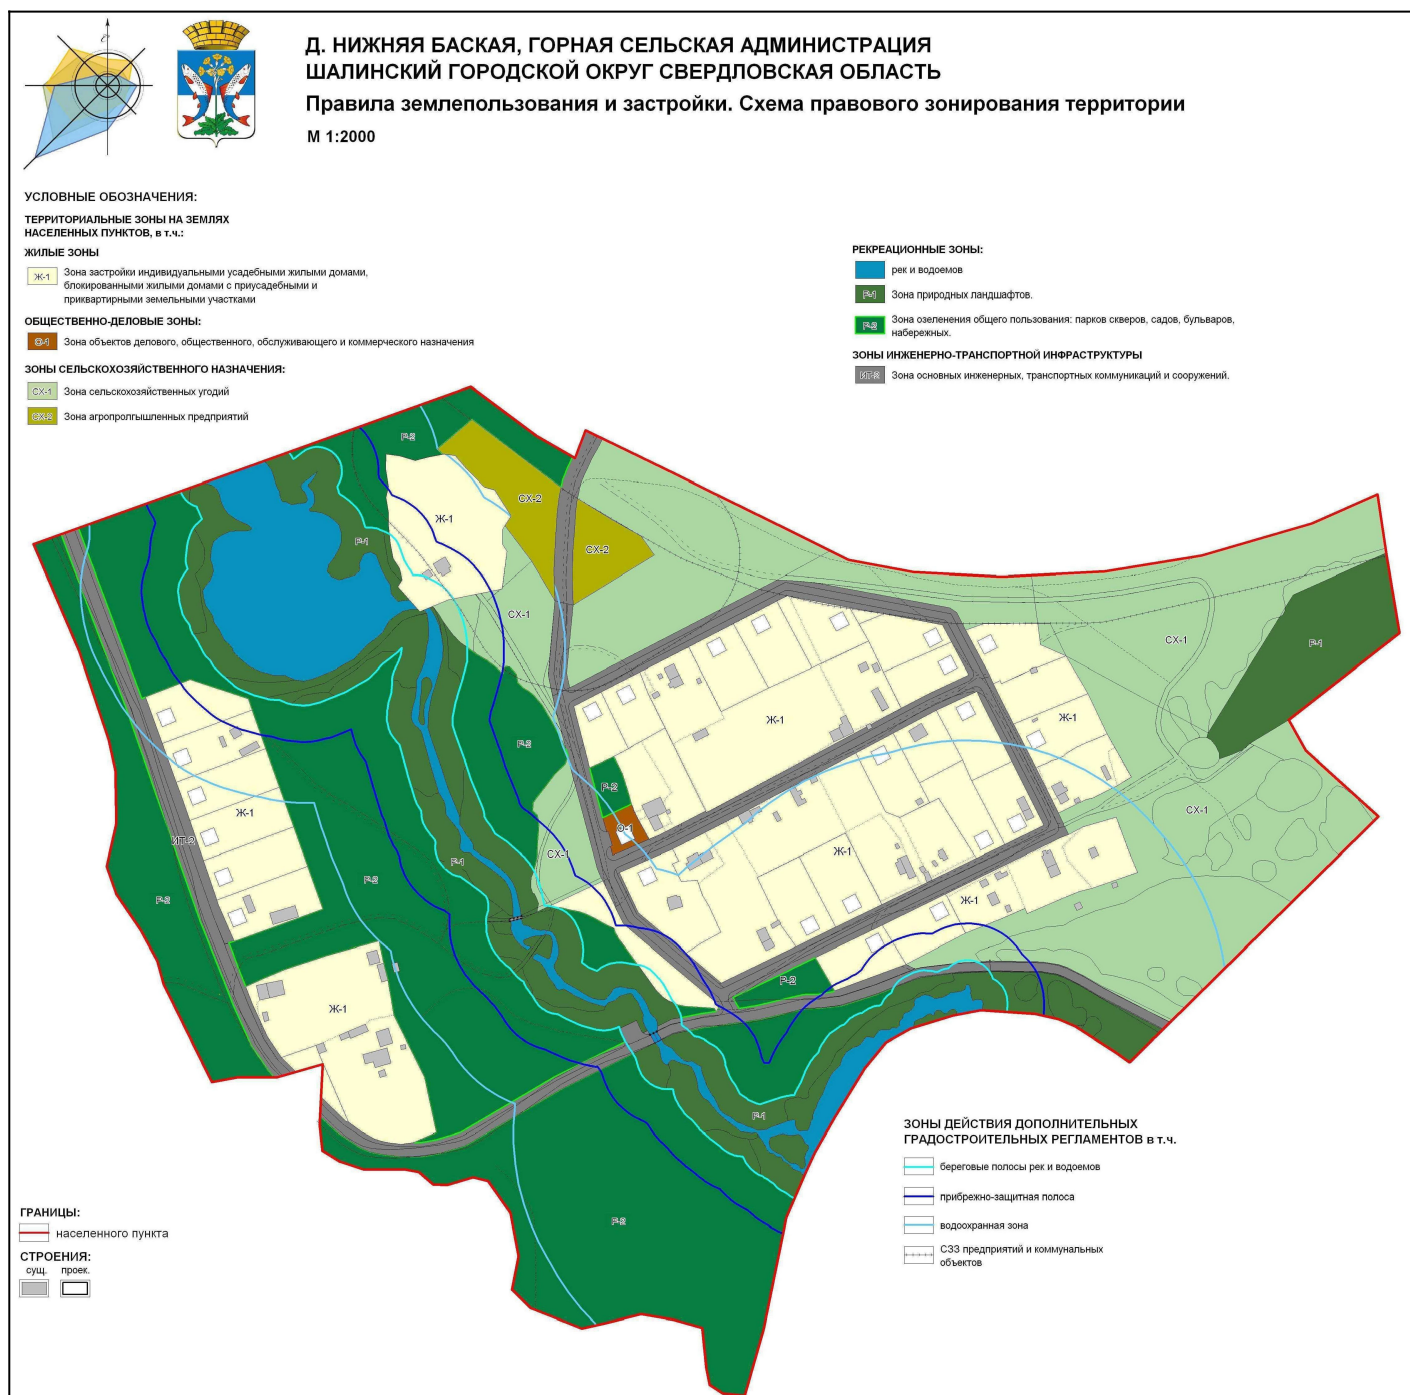 Д. НИЖНЯЯ БАСКАЯ, ГОРНАЯ СЕЛЬСКАЯ АДМИНИСТРАЦИЯ
ШАЛИНСКИЙ ГОРОДСКОЙ ОКРУГ СВЕРДЛОВСКАЯ ОБЛАСТЬ
Правила землепользования и застройки. Схема правового зонирования территории
М 1:2000
УСЛОВНЫЕ ОБОЗНАЧЕНИЯ:
ТЕРРИТОРИАЛЬНЫЕ ЗОНЫ НА ЗЕМЛЯХ
НАСЕЛЕННЫХ ПУНКТОВ, в т.ч.:
ЖИЛЫЕ ЗОНЫ
Ж-1 Зона застройки индивидуальными усадебными жилыми домами,
блокированными жилыми домами с приусадебными и
приквартирными земельными участками
ОБЩЕСТВЕННО-ДЕЛОВЫЕ ЗОНЫ:
О-1 Зона объектов делового, общественного, обслуживающего и коммерческого назначения
ЗОНЫ СЕЛЬСКОХОЗЯЙСТВЕННОГО НАЗНАЧЕНИЯ:
СХ-1 Зона сельскохозяйственных угодий
СХ-2 Зона агропролгышленных предприятий
РЕКРЕАЦИОННЫЕ ЗОНЫ:
рек и водоемов
Р-1 Зона природных ландшафтов.
Р-2 Зона озеленения общего пользования: парков скверов, садов, бульваров,
набережных.
ЗОНЫ ИНЖЕНЕРНО-ТРАНСПОРТНОЙ ИНФРАСТРУКТУРЫ
ИТ-2 Зона основных инженерных, транспортных коммуникаций и сооружений.
Р-2
СХ-2
Ж-1
Р-1
СХ-2
СХ-1
СХ-1
Р-1
Ж-1
Ж-1
Р-2
Р-2
СХ-1
Ж-1
О-1
ИТ-2
Ж-1
СХ-1
Р-1
Р-2
Р-2
Ж-1
Р-2
Ж-1
Р-1
Р-2
ЗОНЫ ДЕЙСТВИЯ ДОПОЛНИТЕЛЬНЫХ
ГРАДОСТРОИТЕЛЬНЫХ РЕГЛАМЕНТОВ в т.ч.
береговые полосы рек и водоемов
прибрежно-защитная полоса
водоохранная зона
СЗЗ предприятий и коммунальных
объектов
ГРАНИЦЫ:
населенного пункта
СТРОЕНИЯ:
сущ. проек.